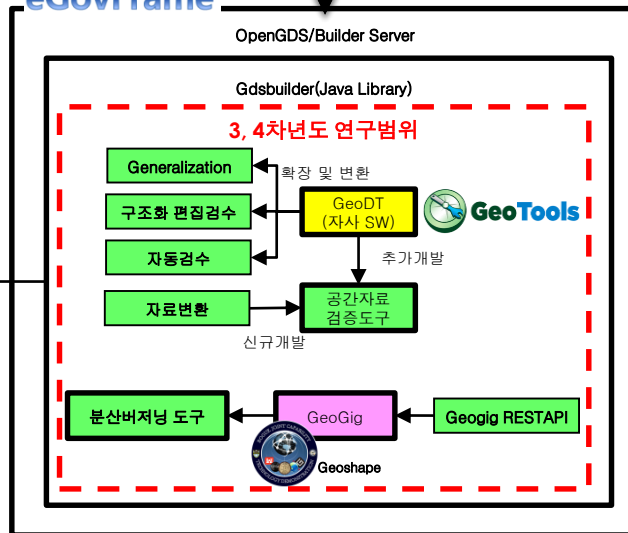 eGovFrame
OpenGDS/Builder Server
Gdsbuilder(Java Library)
3, 4차년도 연구범위
Generalization
확장 및 변환
구조화 편집검수
GeoDT
(자사 SW)
GeoTools
자동검수
추가개발
자료변환
공간자료
검증도구
신규개발
분산버저닝 도구
GeoGig
Geogig RESTAPI
Geoshape